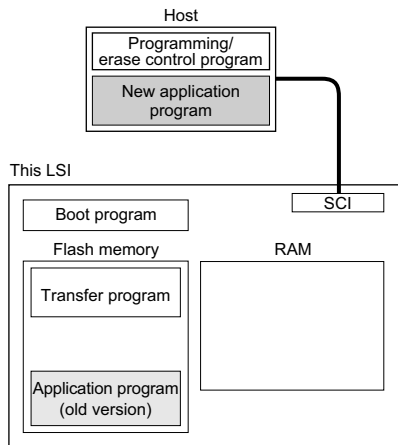 Host
Programming/
erase control program
New application
program
This LSI
SCI
Boot program
Flash memory
RAM
Transfer program
Application program
(old version)